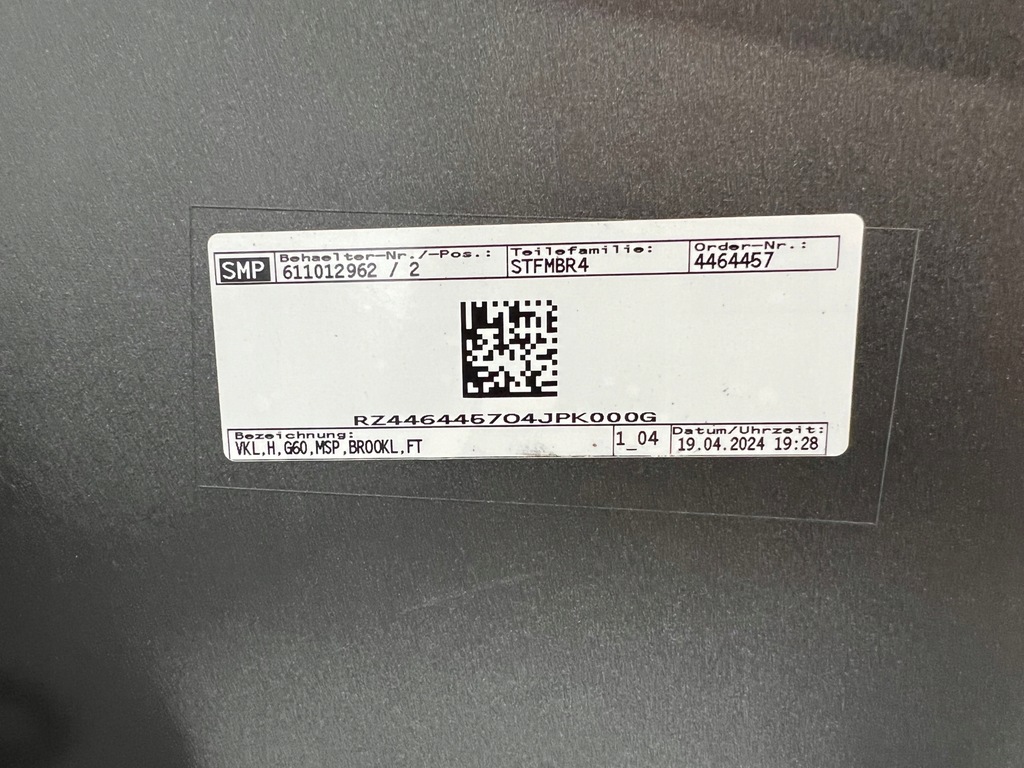 SMP Behaelter-Nr./-Pos.: Teilefamilie: Order-Nr.:
611012962 / 2 STFMBR4 4464457
RZ446445704JPK000G
Bezeichnung: 1_04 Datum/Uhrzeit:
VKL,H,G60,MSP,BROOKL,FT 19.04.2024 19:28